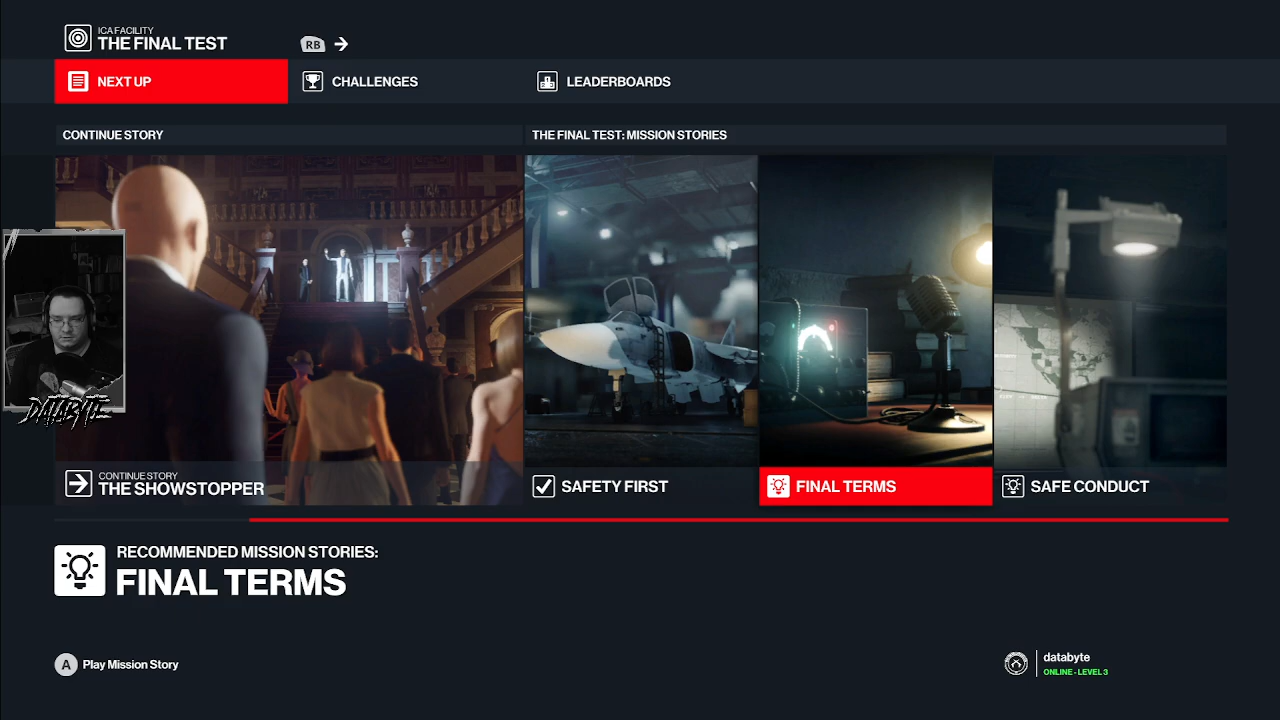 ICA FACILITY
THE FINAL TEST
RB
NEXT UP
CHALLENGES
LEADERBOARDS
CONTINUE STORY
THE FINAL TEST: MISSION STORIES
DATABYTE
CONTINUE STORY
THE SHOWSTOPPER
SAFETY FIRST
FINAL TERMS
SAFE CONDUCT
RECOMMENDED MISSION STORIES:
FINAL TERMS
A Play Mission Story
databyte
ONLINE - LEVEL 3